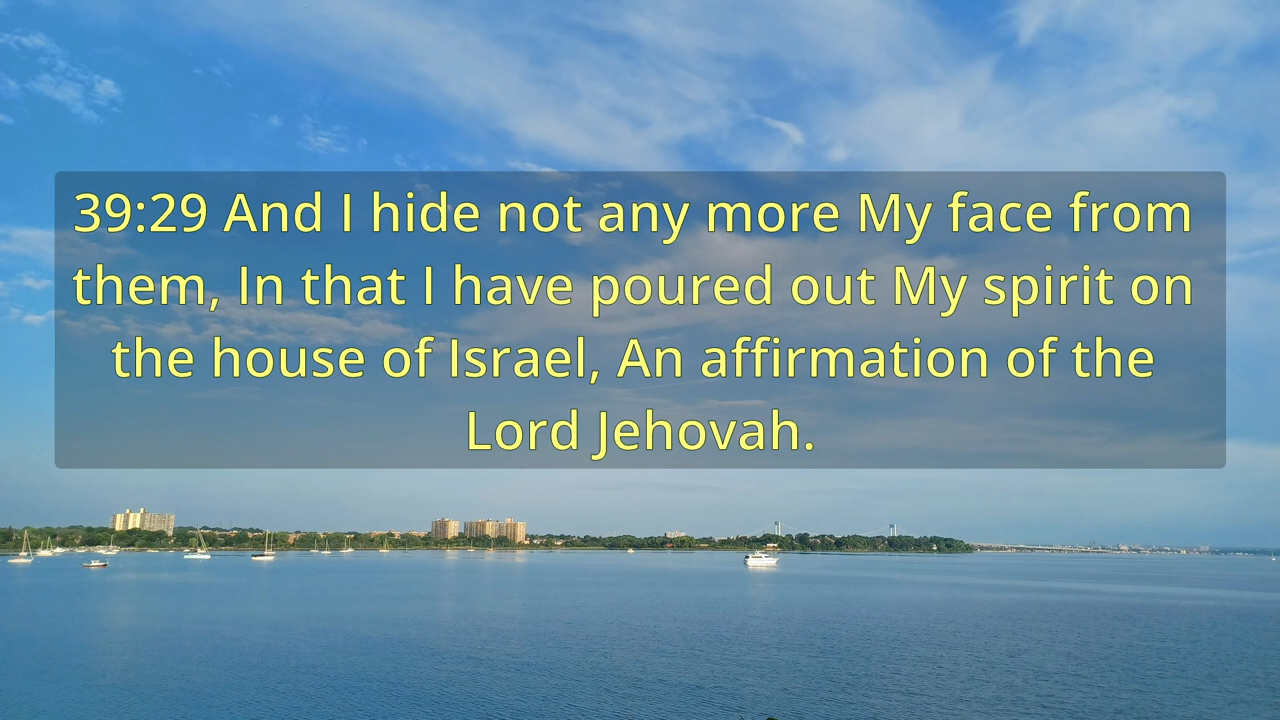 39:29 And I hide not any more My face from
them, In that I have poured out My spirit on
the house of Israel, An affirmation of the
Lord Jehovah.